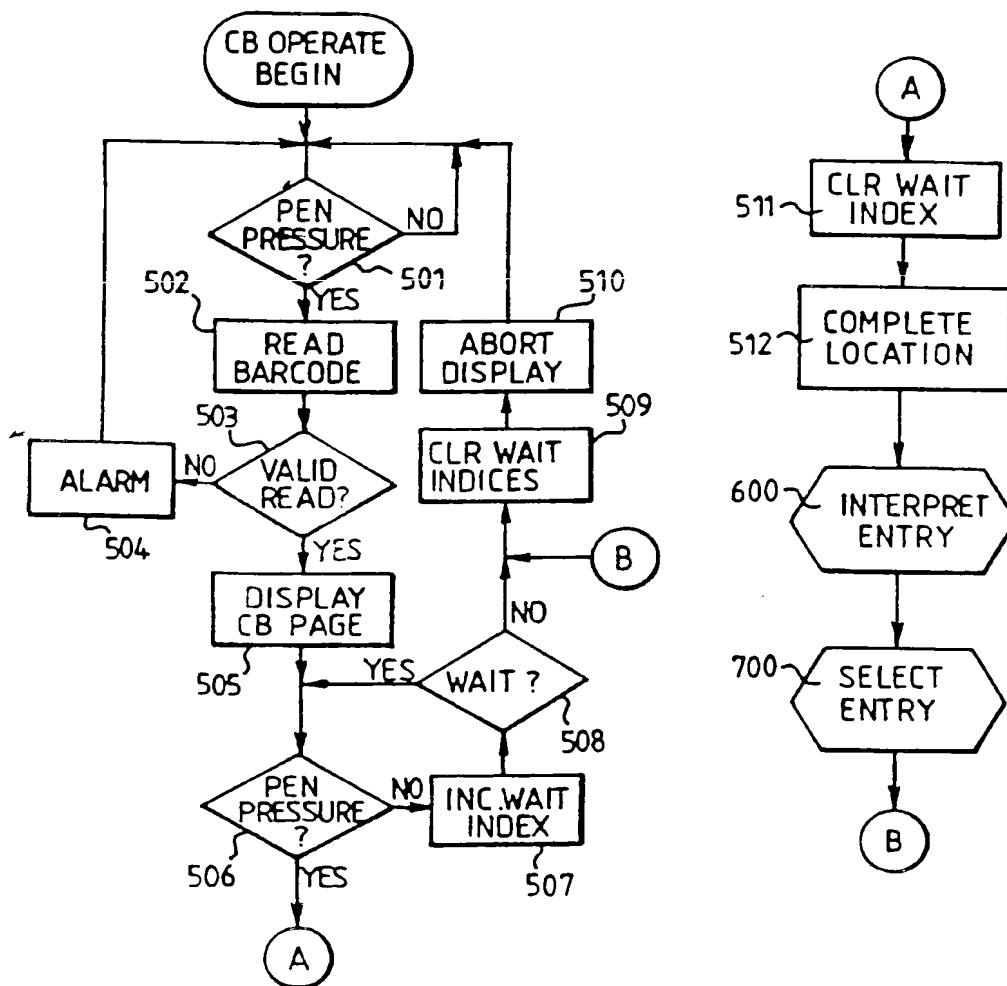 CB OPERATE
BEGIN
PEN
PRESSURE
?
NO
501
YES
502
READ
BARCODE
503
VALID
READ?
NO
ALARM
504
YES
DISPLAY
CB PAGE
505
PEN
PRESSURE
?
506
NO
YES
A
INC.WAIT
INDEX
507
WAIT ?
508
YES
NO
B
CLR WAIT
INDICES
509
ABORT
DISPLAY
510
A
CLR WAIT
INDEX
511
COMPLETE
LOCATION
512
INTERPRET
ENTRY
600
SELECT
ENTRY
700
B